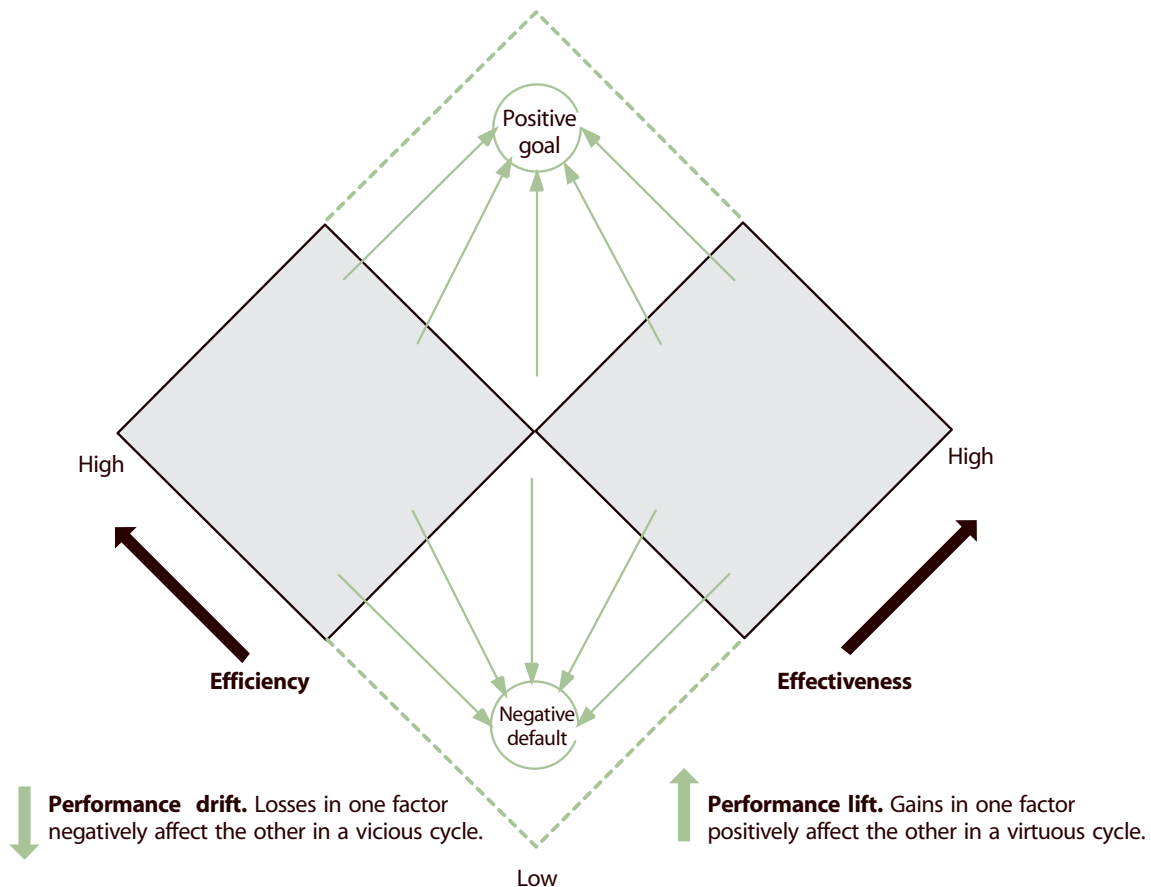 Positive
goal
High
High
Efficiency
Effectiveness
Negative
default
Performance drift. Losses in one factor
negatively affect the other in a vicious cycle.
Performance lift. Gains in one factor
positively affect the other in a virtuous cycle.
Low